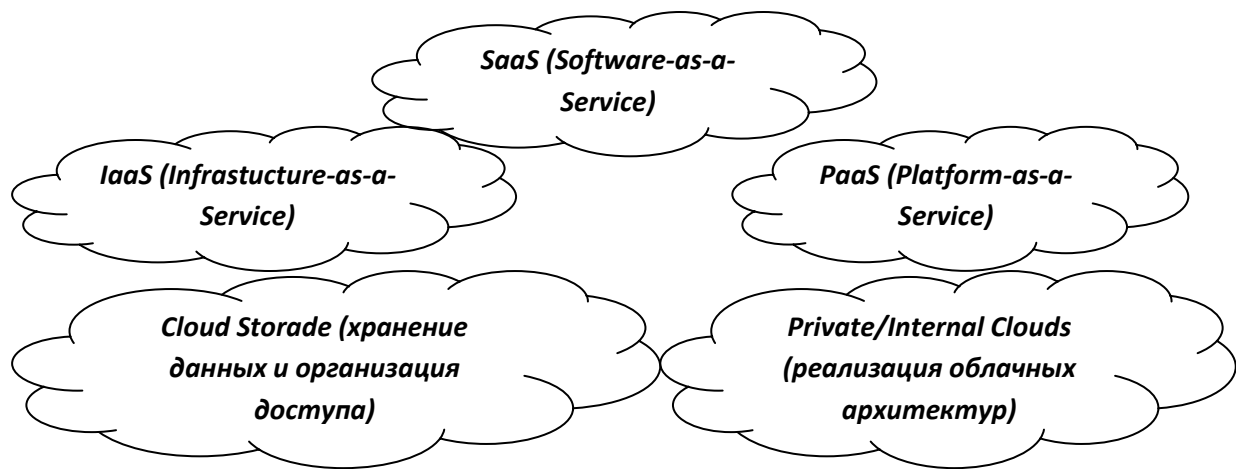 SaaS (Software-as-a-
Service)
IaaS (Infrastucture-as-a-
Service)
PaaS (Platform-as-a-
Service)
Cloud Storade (хранение
данных и организация
доступа)
Private/Internal Clouds
(реализация облачных
архитектур)